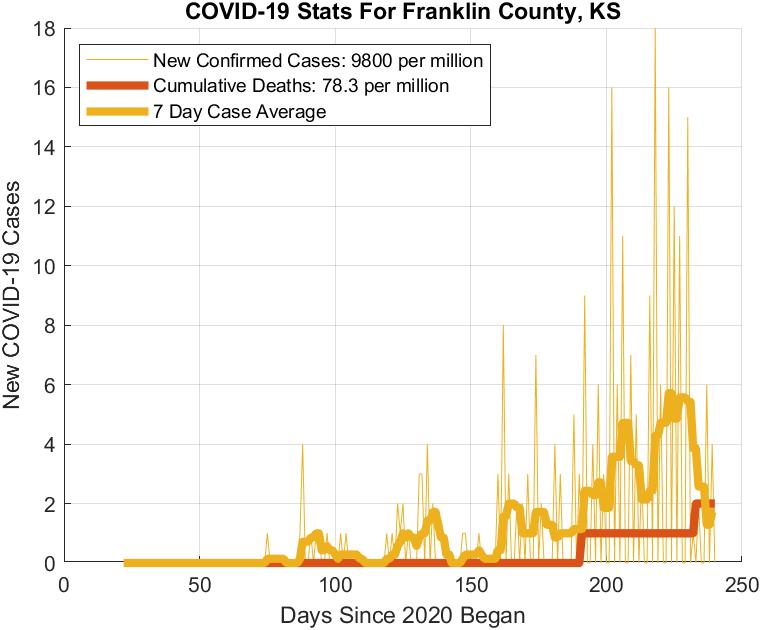 COVID-19 Stats For Franklin County, KS
New Confirmed Cases: 9800 per million
Cumulative Deaths: 78.3 per million
7 Day Case Average
New COVID-19 Cases
18
16
14
12
10
8
6
4
2
0
0 50 100 150 200 250
Days Since 2020 Began